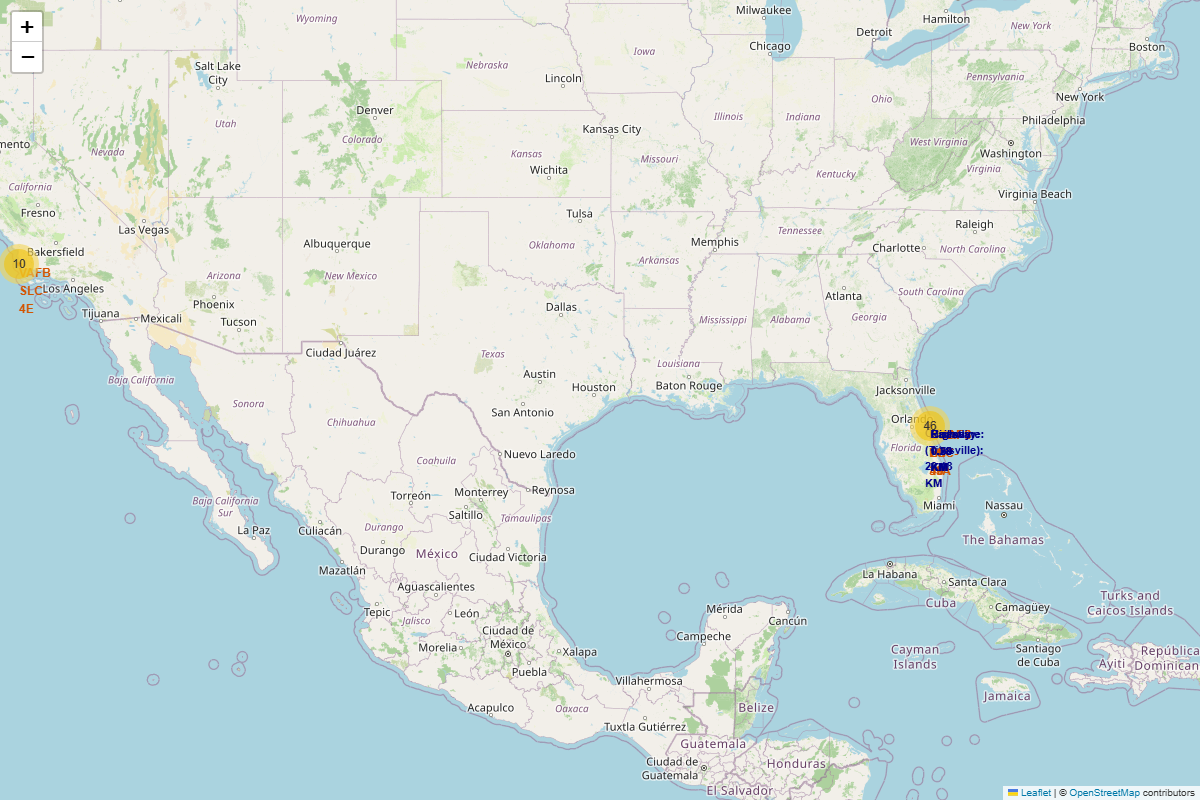 +
−
Wyoming
Milwaukee
Hamilton
New York
Detroit
Chicago
Boston
Iowa
Salt Lake
City
Nebraska
Lincoln
Pennsylvania
New York
Ohio
Denver
Utah
Colorado
Illinois
Indiana
Philadelphia
Kansas City
mento
Nevada
Kansas
Missouri
West Virginia
Washington
Wichita
Kentucky
Virginia
California
Virginia Beach
Fresno
Las Vegas
Tulsa
Raleigh
Tennessee
Albuquerque
Oklahoma
Memphis
Charlotte
North Carolina
Bakersfield
10
VAFB
SLC-
4E
Arkansas
Arizona
New Mexico
Los Angeles
South Carolina
Atlanta
Phoenix
Dallas
Tijuana
Mexicali
Tucson
Mississippi
Alabama
Georgia
Ciudad Juárez
Texas
Louisiana
Baja California
Austin
Houston
Baton Rouge
Jacksonville
Sonora
San Antonio
Chihuahua
46
Florida
Nuevo Laredo
Coahuila
KM
Reynosa
Torreón
Monterrey
Baja California
Sur
Saltillo
Miami
Nassau
Tamaulipas
La Paz
Culiacán
Durango
Durango
México
Ciudad Victoria
The Bahamas
Mazatlán
La Habana
Santa Clara
Aguascalientes
Turks and
Caicos Islands
Cuba
Camagüey
Tepic
León
Mérida
Cancún
Jalisco
Ciudad de
México
Campeche
Morelia
Xalapa
Cayman
Islands
Santiago
de Cuba
República
Dominican
Ayiti
Puebla
Villahermosa
Jamaica
Acapulco
Oaxaca
Belize
Tuxtla Gutiérrez
Guatemala
Ciudad de
Guatemala
Honduras
El Salvador
Leaflet | © OpenStreetMap contributors